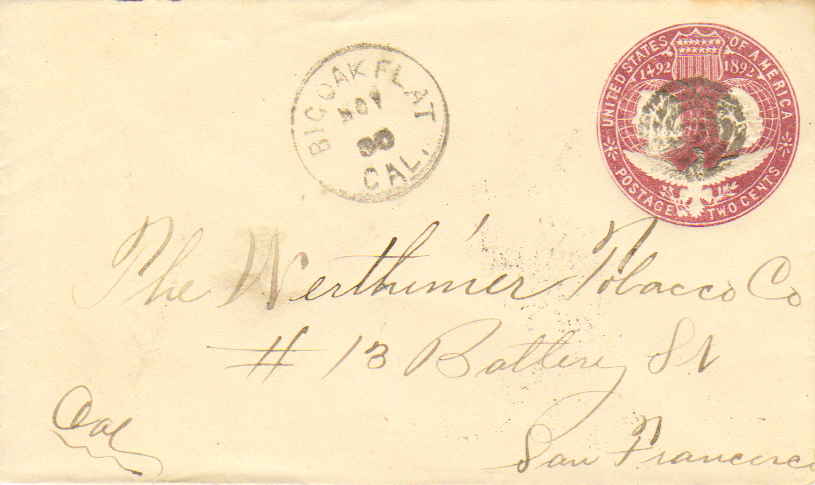 BIG OAK FLAT
NOV
30
CAL.
UNITED STATES OF AMERICA
1492 1892
POSTAGE TWO CENTS
The Werthimer Tobacco Co
# 13 Battery St
San Francisco
Cal